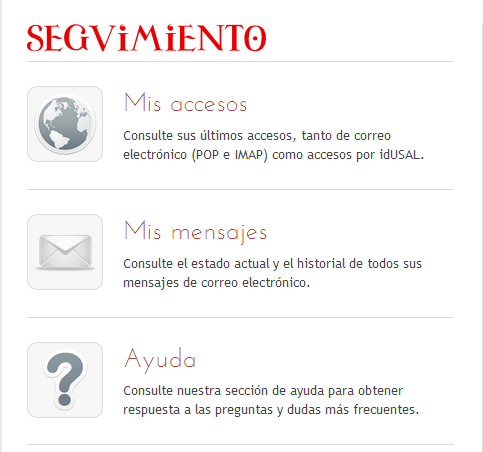 SEGVIMIENTO
Mis accesos
Consulte sus últimos accesos, tanto de correo
electrónico (POP e IMAP) como accesos por idUSAL.
Mis mensajes
Consulte el estado actual y el historial de todos sus
mensajes de correo electrónico.
Ayuda
Consulte nuestra sección de ayuda para obtener
respuesta a las preguntas y dudas más frecuentes.